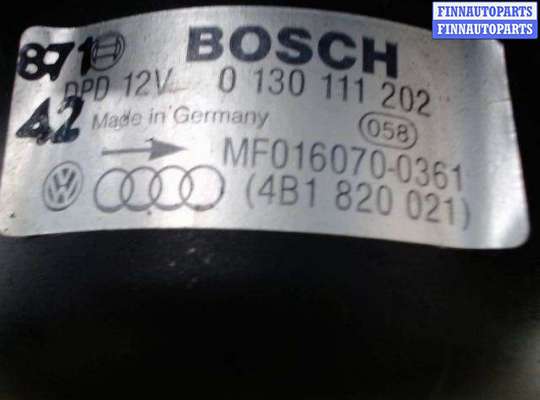 FINNAUTOPARTS
FINNAUTOPARTS
871 BOSCH
DPD 12V 0 130 111 202
42 Made in Germany 058
MF016070-0361
(4B1 820 021)